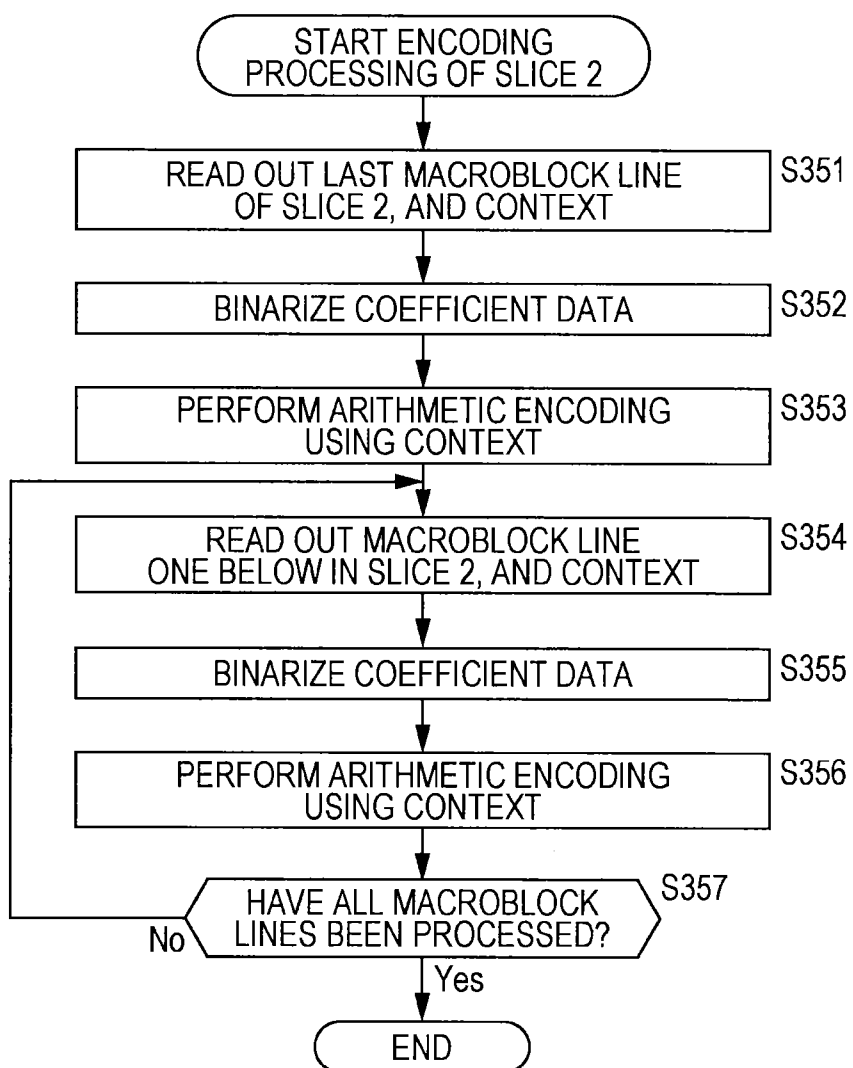 START ENCODING
PROCESSING OF SLICE 2
READ OUT LAST MACROBLOCK LINE
OF SLICE 2, AND CONTEXT
S351
BINARIZE COEFFICIENT DATA
S352
PERFORM ARITHMETIC ENCODING
USING CONTEXT
S353
READ OUT MACROBLOCK LINE
ONE BELOW IN SLICE 2, AND CONTEXT
S354
BINARIZE COEFFICIENT DATA
S355
PERFORM ARITHMETIC ENCODING
USING CONTEXT
S356
HAVE ALL MACROBLOCK
LINES BEEN PROCESSED?
S357
No
Yes
END